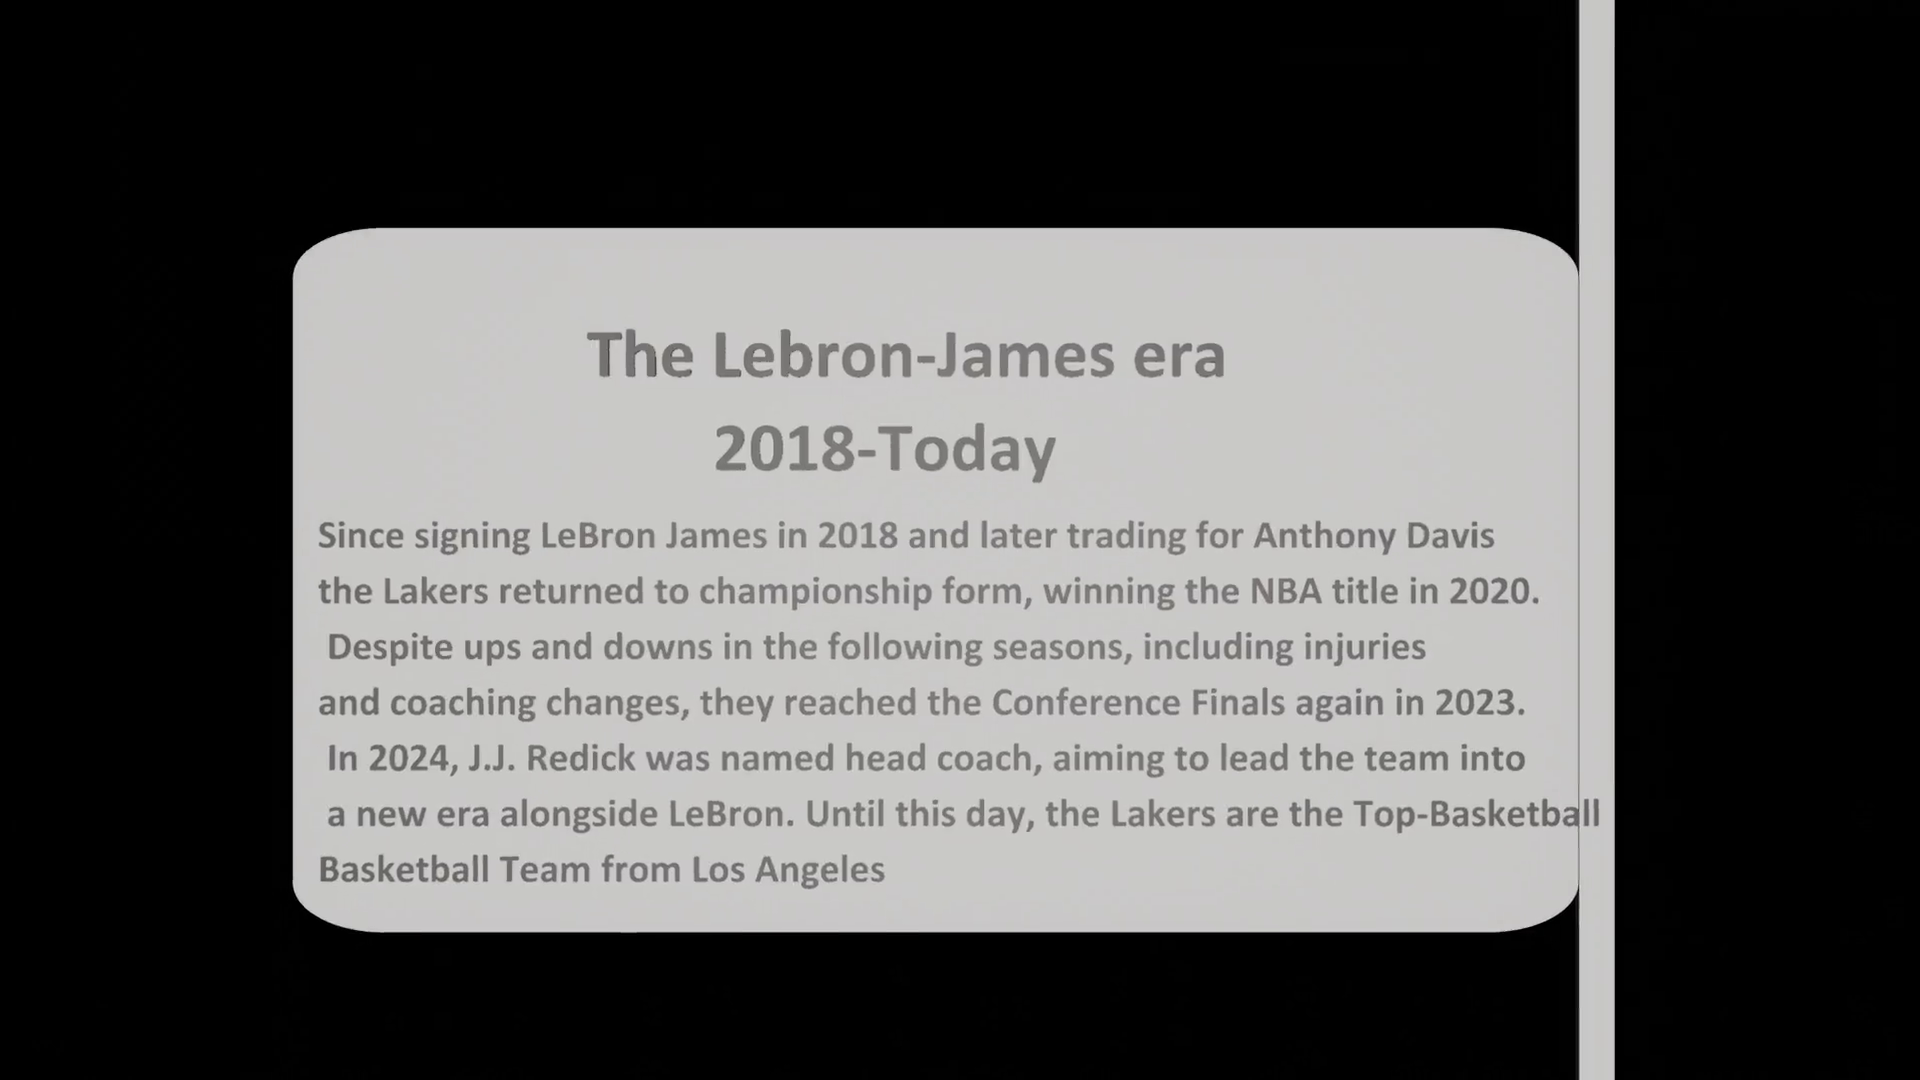 The Lebron-James era
2018-Today
Since signing LeBron James in 2018 and later trading for Anthony Davis
the Lakers returned to championship form, winning the NBA title in 2020.
Despite ups and downs in the following seasons, including injuries
and coaching changes, they reached the Conference Finals again in 2023.
In 2024, J.J. Redick was named head coach, aiming to lead the team into
a new era alongside LeBron. Until this day, the Lakers are the Top-Basketball
Basketball Team from Los Angeles